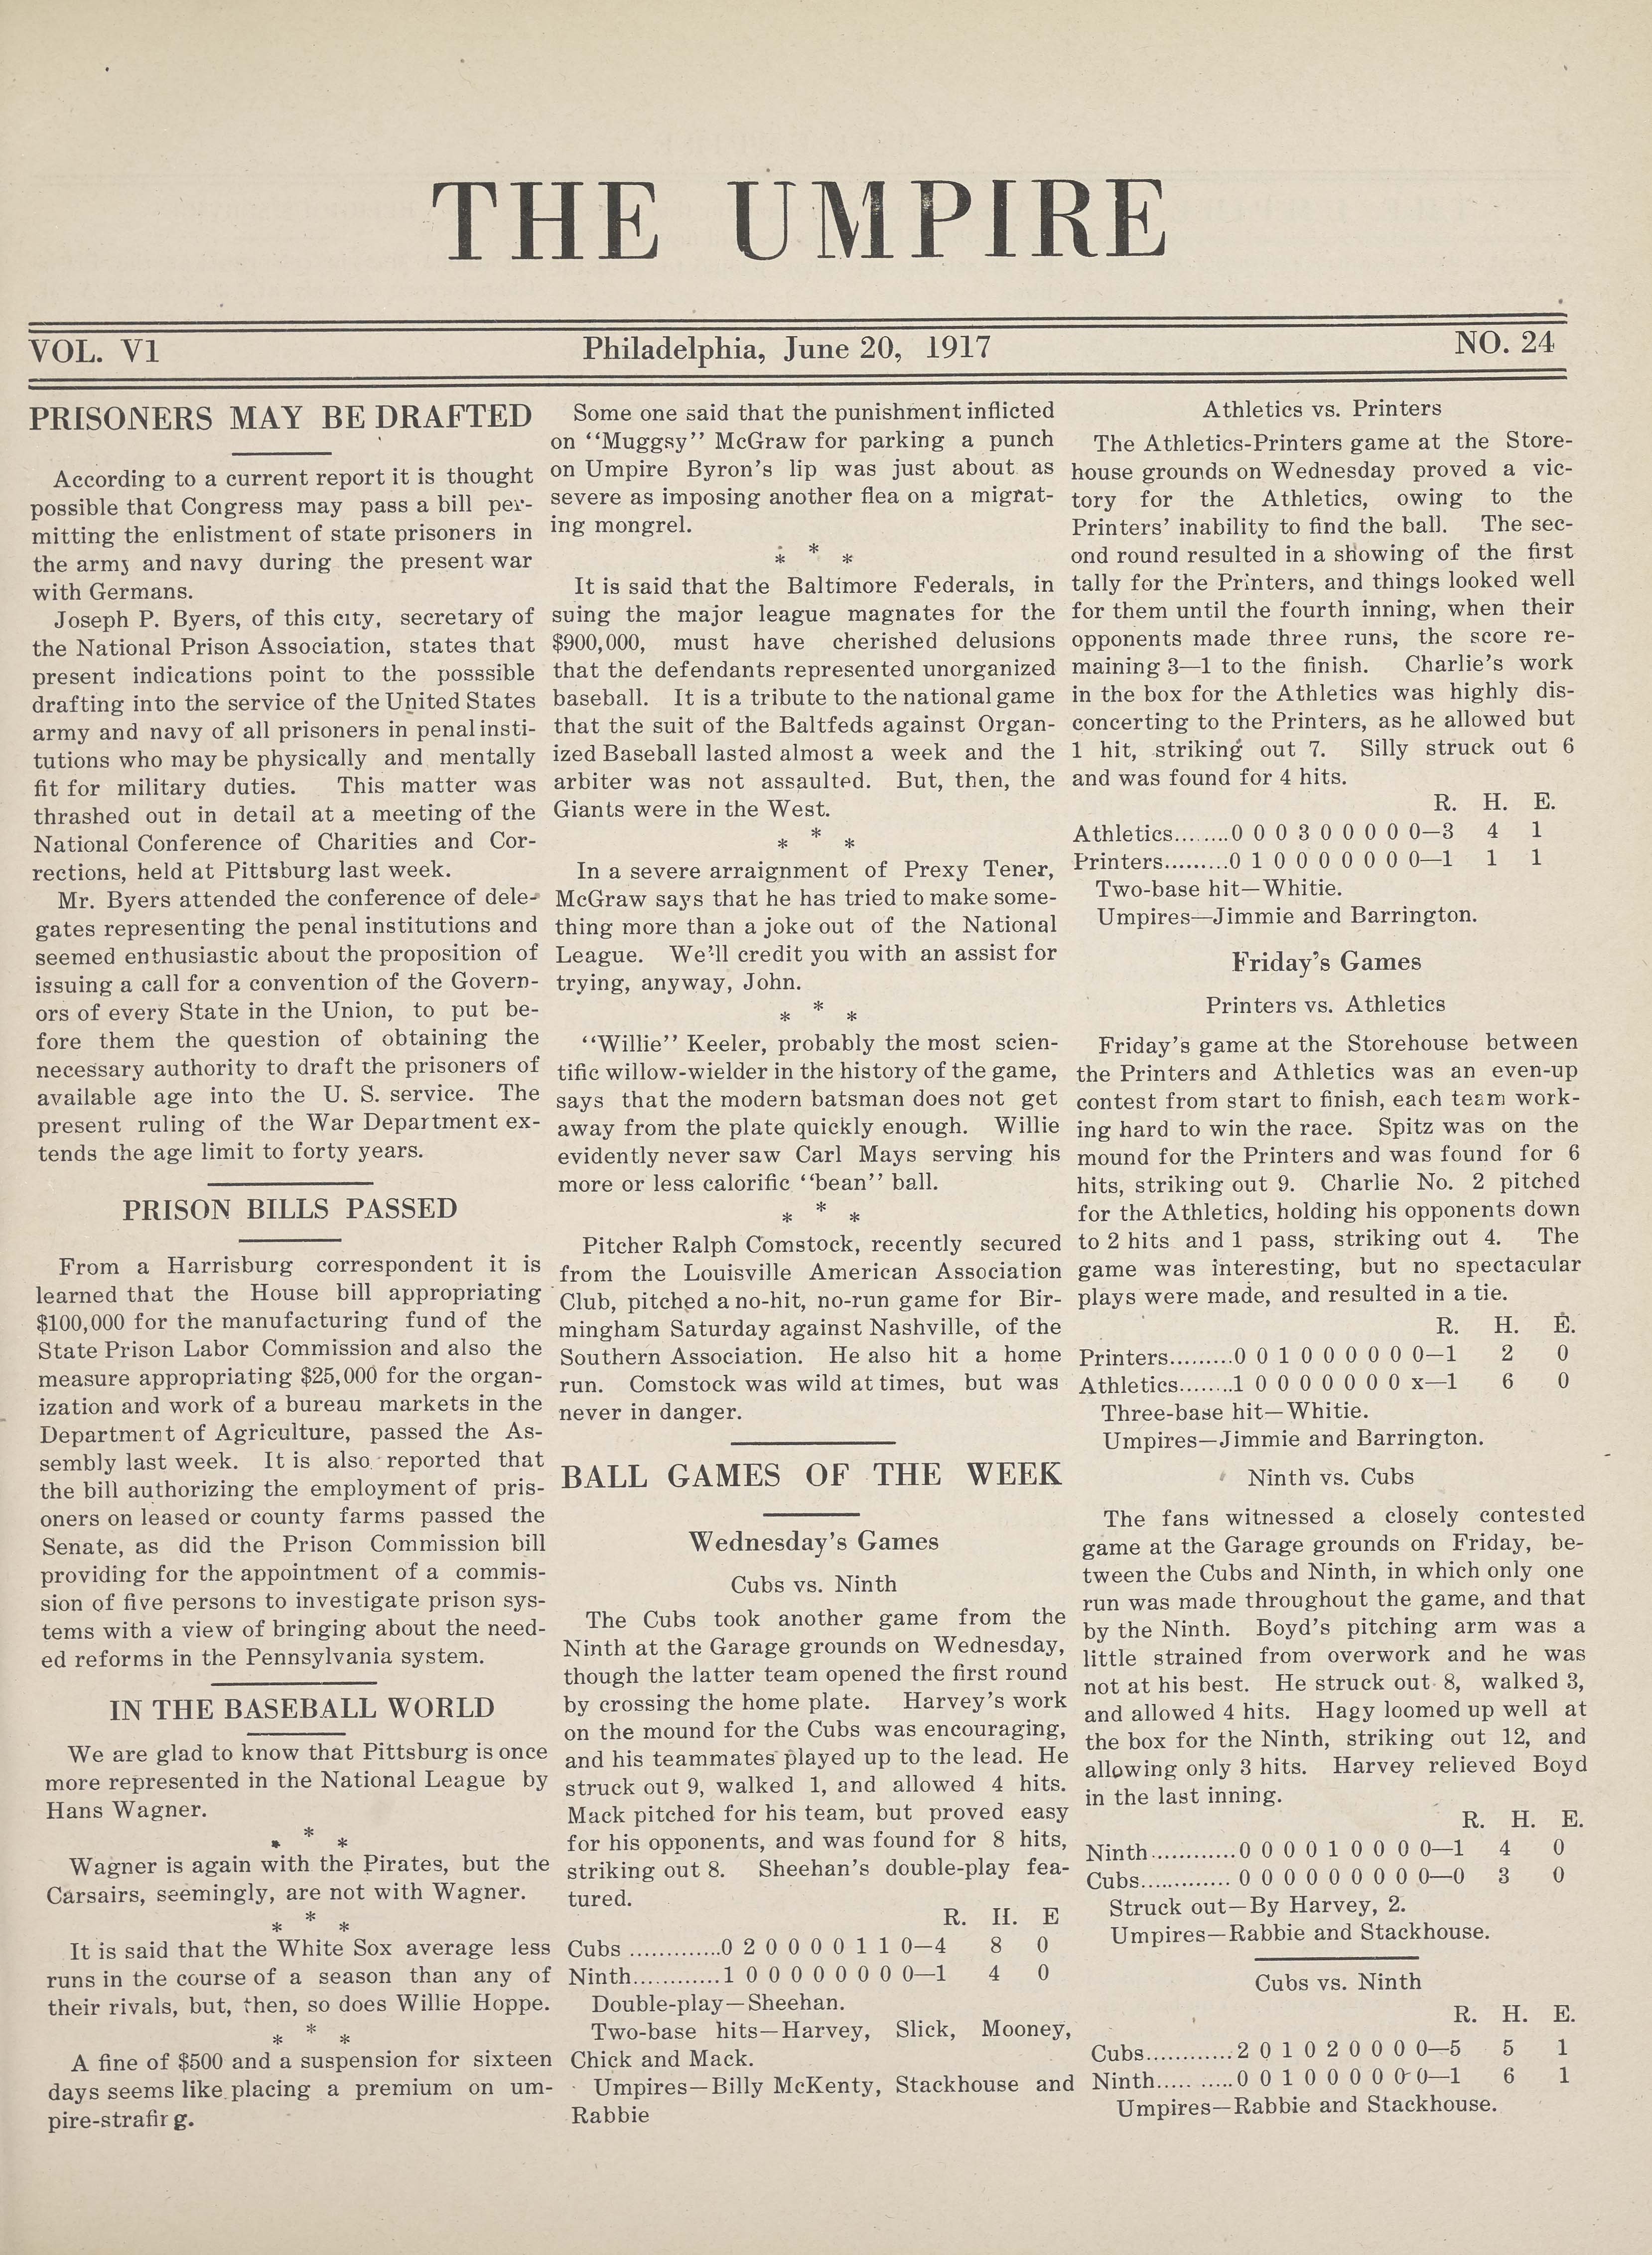 THE UMPIRE
VOL. V1
Philadelphia, June 20, 1917
NO. 24
PRISONERS MAY BE DRAFTED
According to a current report it is thought
possible that Congress may pass a bill per-
mitting the enlistment of state prisoners in
the army and navy during the present war
with Germans.
Joseph P. Byers, of this city, secretary of
the National Prison Association, states that
present indications point to the posssible
drafting into the service of the United States
army and navy of all prisoners in penal insti-
tutions who may be physically and mentally
fit for military duties. This matter was
thrashed out in detail at a meeting of the
National Conference of Charities and Cor-
rections, held at Pittsburg last week.
Mr. Byers attended the conference of dele-
gates representing the penal institutions and
seemed enthusiastic about the proposition of
issuing a call for a convention of the Govern-
ors of every State in the Union, to put be-
fore them the question of obtaining the
necessary authority to draft the prisoners of
available age into the U. S. service. The
present ruling of the War Department ex-
tends the age limit to forty years.
PRISON BILLS PASSED
From a Harrisburg correspondent it is
learned that the House bill appropriating
$100,000 for the manufacturing fund of the
State Prison Labor Commission and also the
measure appropriating $25,000 for the organ-
ization and work of a bureau markets in the
Department of Agriculture, passed the As-
sembly last week. It is also reported that
the bill authorizing the employment of pris-
oners on leased or county farms passed the
Senate, as did the Prison Commission bill
providing for the appointment of a commis-
sion of five persons to investigate prison sys-
tems with a view of bringing about the need-
ed reforms in the Pennsylvania system.
IN THE BASEBALL WORLD
We are glad to know that Pittsburg is once
more represented in the National League by
Hans Wagner.
* * *
Wagner is again with the Pirates, but the
Carsairs, seemingly, are not with Wagner.
* * *
It is said that the White Sox average less
runs in the course of a season than any of
their rivals, but, then, so does Willie Hoppe.
* * *
A fine of $500 and a suspension for sixteen
days seems like placing a premium on um-
pire-strafing.
Some one said that the punishment inflicted
on ‘‘Muggsy’’ McGraw for parking a punch
on Umpire Byron’s lip was just about as
severe as imposing another flea on a migrat-
ing mongrel.
* * *
It is said that the Baltimore Federals, in
suing the major league magnates for the
$900,000, must have cherished delusions
that the defendants represented unorganized
baseball. It is a tribute to the national game
that the suit of the Baltfeds against Organ-
ized Baseball lasted almost a week and the
arbiter was not assaulted. But, then, the
Giants were in the West.
* * *
In a severe arraignment of Prexy Tener,
McGraw says that he has tried to make some-
thing more than a joke out of the National
League. We’ll credit you with an assist for
trying, anyway, John.
* * *
‘‘Willie’’ Keeler, probably the most scien-
tific willow-wielder in the history of the game,
says that the modern batsman does not get
away from the plate quickly enough. Willie
evidently never saw Carl Mays serving his
more or less calorific ‘‘bean’’ ball.
* * *
Pitcher Ralph Comstock, recently secured
from the Louisville American Association
Club, pitched a no-hit, no-run game for Bir-
mingham Saturday against Nashville, of the
Southern Association. He also hit a home
run. Comstock was wild at times, but was
never in danger.
BALL GAMES OF THE WEEK
Wednesday’s Games
Cubs vs. Ninth
The Cubs took another game from the
Ninth at the Garage grounds on Wednesday,
though the latter team opened the first round
by crossing the home plate. Harvey’s work
on the mound for the Cubs was encouraging,
and his teammates played up to the lead. He
struck out 9, walked 1, and allowed 4 hits.
Mack pitched for his team, but proved easy
for his opponents, and was found for 8 hits,
striking out 8. Sheehan’s double-play fea-
tured.
R. H. E
Cubs .............0 2 0 0 0 0 1 1 0—4 8 0
Ninth............1 0 0 0 0 0 0 0 0—1 4 0
Double-play—Sheehan.
Two-base hits—Harvey, Slick, Mooney,
Chick and Mack.
Umpires—Billy McKenty, Stackhouse and
Rabbie
Athletics vs. Printers
The Athletics-Printers game at the Store-
house grounds on Wednesday proved a vic-
tory for the Athletics, owing to the
Printers’ inability to find the ball. The sec-
ond round resulted in a showing of the first
tally for the Printers, and things looked well
for them until the fourth inning, when their
opponents made three runs, the score re-
maining 3—1 to the finish. Charlie’s work
in the box for the Athletics was highly dis-
concerting to the Printers, as he allowed but
1 hit, striking out 7. Silly struck out 6
and was found for 4 hits.
R. H. E.
Athletics........0 0 0 3 0 0 0 0 0—3 4 1
Printers.........0 1 0 0 0 0 0 0 0—1 1 1
Two-base hit—Whitie.
Umpires—Jimmie and Barrington.
Friday’s Games
Printers vs. Athletics
Friday’s game at the Storehouse between
the Printers and Athletics was an even-up
contest from start to finish, each team work-
ing hard to win the race. Spitz was on the
mound for the Printers and was found for 6
hits, striking out 9. Charlie No. 2 pitched
for the Athletics, holding his opponents down
to 2 hits and 1 pass, striking out 4. The
game was interesting, but no spectacular
plays were made, and resulted in a tie.
R. H. E.
Printers.........0 0 1 0 0 0 0 0 0—1 2 0
Athletics........1 0 0 0 0 0 0 0 x—1 6 0
Three-base hit—Whitie.
Umpires—Jimmie and Barrington.
Ninth vs. Cubs
The fans witnessed a closely contested
game at the Garage grounds on Friday, be-
tween the Cubs and Ninth, in which only one
run was made throughout the game, and that
by the Ninth. Boyd’s pitching arm was a
little strained from overwork and he was
not at his best. He struck out 8, walked 3,
and allowed 4 hits. Hagy loomed up well at
the box for the Ninth, striking out 12, and
allowing only 3 hits. Harvey relieved Boyd
in the last inning.
R. H. E.
Ninth............0 0 0 0 1 0 0 0 0—1 4 0
Cubs............. 0 0 0 0 0 0 0 0 0—0 3 0
Struck out—By Harvey, 2.
Umpires—Rabbie and Stackhouse.
Cubs vs. Ninth
R. H. E.
Cubs............2 0 1 0 2 0 0 0 0—5 5 1
Ninth..... .....0 0 1 0 0 0 0 0 0—1 6 1
Umpires—Rabbie and Stackhouse.